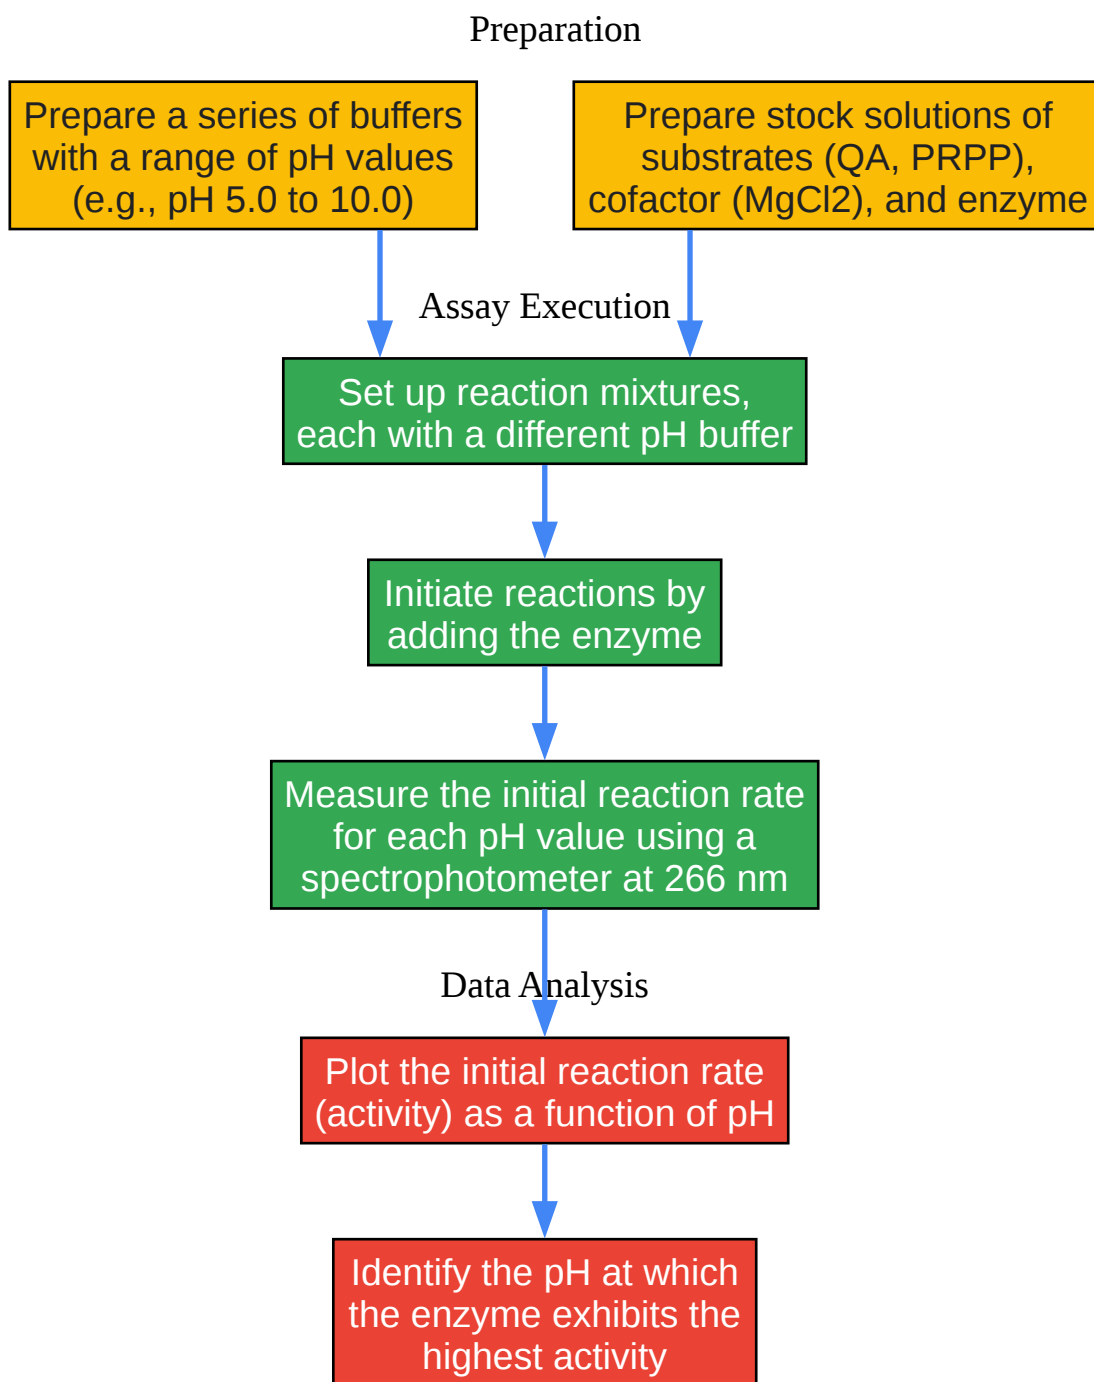 Preparation
Prepare a series of buffers
with a range of pH values
(e.g., pH 5.0 to 10.0)
Prepare stock solutions of
substrates (QA, PRPP),
cofactor (MgCl2), and enzyme
Assay Execution
Set up reaction mixtures,
each with a different pH buffer
Initiate reactions by
adding the enzyme
Measure the initial reaction rate
for each pH value using a
spectrophotometer at 266 nm
Data Analysis
Plot the initial reaction rate
(activity) as a function of pH
Identify the pH at which
the enzyme exhibits the
highest activity